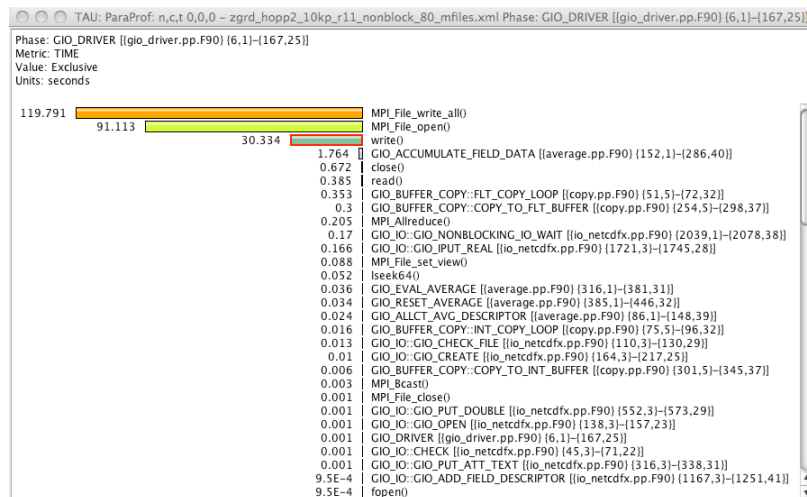 TAU: ParaProf: n,c,t 0,0,0 - zgrd_hopp2_10kp_r11_nonblock_80_mfiles.xml Phase: GIO_DRIVER [{gio_driver.pp.F90} {6,1}-{167,25}]
Phase: GIO_DRIVER [{gio_driver.pp.F90} {6,1}-{167,25}]
Metric: TIME
Value: Exclusive
Units: seconds
119.791 MPI_File_write_all()
91.113 MPI_File_open()
30.334 write()
1.764 GIO_ACCUMULATE_FIELD_DATA [{average.pp.F90} {152,1}-{286,40}]
0.672 close()
0.385 read()
0.353 GIO_BUFFER_COPY::FLT_COPY_LOOP [{copy.pp.F90} {51,5}-{72,32}]
0.3 GIO_BUFFER_COPY::COPY_TO_FLT_BUFFER [{copy.pp.F90} {254,5}-{298,37}]
0.205 MPI_Allreduce()
0.17 GIO_IO::GIO_NONBLOCKING_IO_WAIT [{io_netcdfx.pp.F90} {2039,1}-{2078,38}]
0.166 GIO_IO::GIO_IPUT_REAL [{io_netcdfx.pp.F90} {1721,3}-{1745,28}]
0.088 MPI_File_set_view()
0.052 lseek64()
0.036 GIO_EVAL_AVERAGE [{average.pp.F90} {316,1}-{381,31}]
0.034 GIO_RESET_AVERAGE [{average.pp.F90} {385,1}-{446,32}]
0.024 GIO_ALLCT_AVG_DESCRIPTOR [{average.pp.F90} {86,1}-{148,39}]
0.016 GIO_BUFFER_COPY::INT_COPY_LOOP [{copy.pp.F90} {75,5}-{96,32}]
0.013 GIO_IO::GIO_CHECK_FILE [{io_netcdfx.pp.F90} {110,3}-{130,29}]
0.01 GIO_IO::GIO_CREATE [{io_netcdfx.pp.F90} {164,3}-{217,25}]
0.006 GIO_BUFFER_COPY::COPY_TO_INT_BUFFER [{copy.pp.F90} {301,5}-{345,37}]
0.003 MPI_Bcast()
0.001 MPI_File_close()
0.001 GIO_IO::GIO_PUT_DOUBLE [{io_netcdfx.pp.F90} {552,3}-{573,29}]
0.001 GIO_IO::GIO_OPEN [{io_netcdfx.pp.F90} {138,3}-{157,23}]
0.001 GIO_DRIVER [{gio_driver.pp.F90} {6,1}-{167,25}]
0.001 GIO_IO::CHECK [{io_netcdfx.pp.F90} {45,3}-{71,22}]
0.001 GIO_IO::GIO_PUT_ATT_TEXT [{io_netcdfx.pp.F90} {316,3}-{338,31}]
9.5E-4 GIO_IO::GIO_ADD_FIELD_DESCRIPTOR [{io_netcdfx.pp.F90} {1167,3}-{1251,41}]
9.5E-4 fopen()